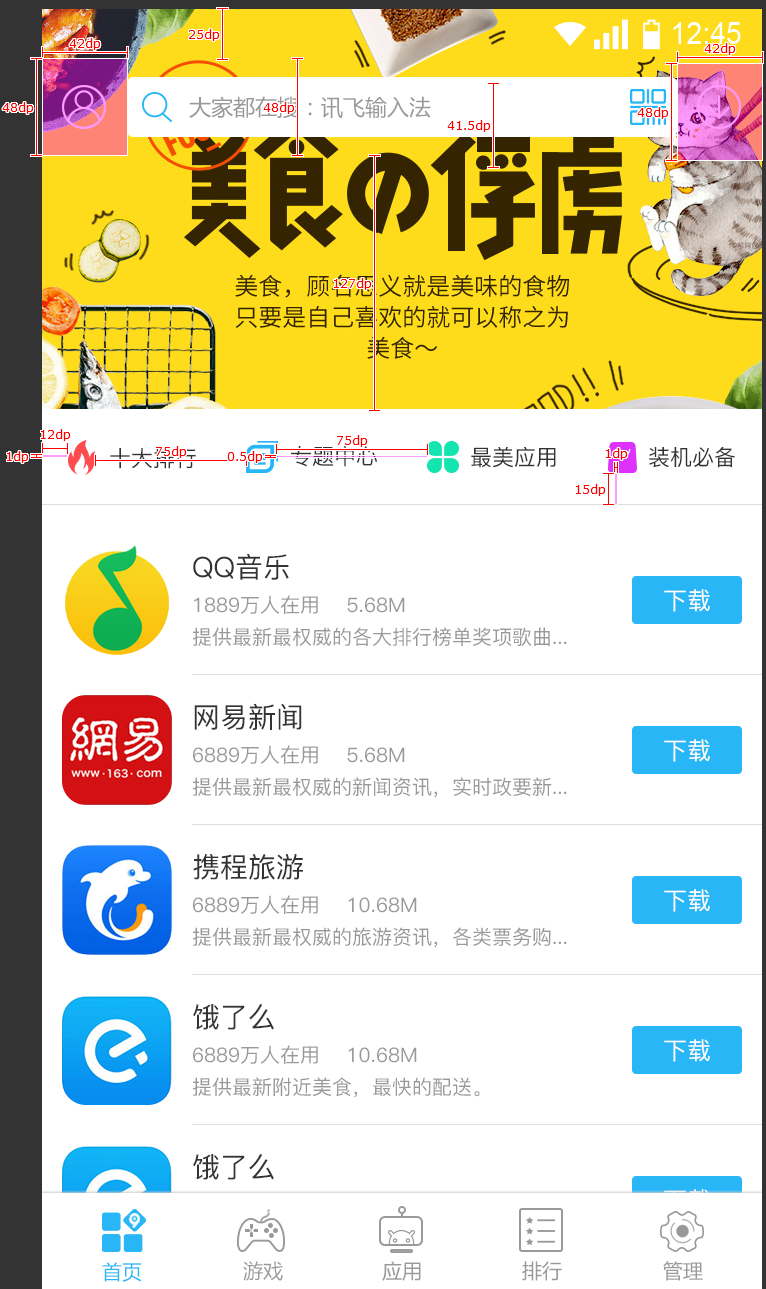 25dp
12:45
42dp
42dp
48dp
大家都在搜：讯飞输入法
48dp
48dp
41.5dp
美食の俘虏
127dp
美食，顾名思义就是美味的食物
只要是自己喜欢的就可以称之为
美食～
12dp
1dp
十大排行
75dp
0.5dp
专题中心
75dp
最美应用
1dp
装机必备
15dp
QQ音乐
1889万人在用 5.68M
提供最新最权威的各大排行榜单奖项歌曲...
下载
网易新闻
6889万人在用 5.68M
提供最新最权威的新闻资讯，实时政要新...
下载
網易
www·163·com
携程旅游
6889万人在用 10.68M
提供最新最权威的旅游资讯，各类票务购...
下载
饿了么
6889万人在用 10.68M
提供最新附近美食，最快的配送。
下载
饿了么
下载
首页
游戏
应用
排行
管理